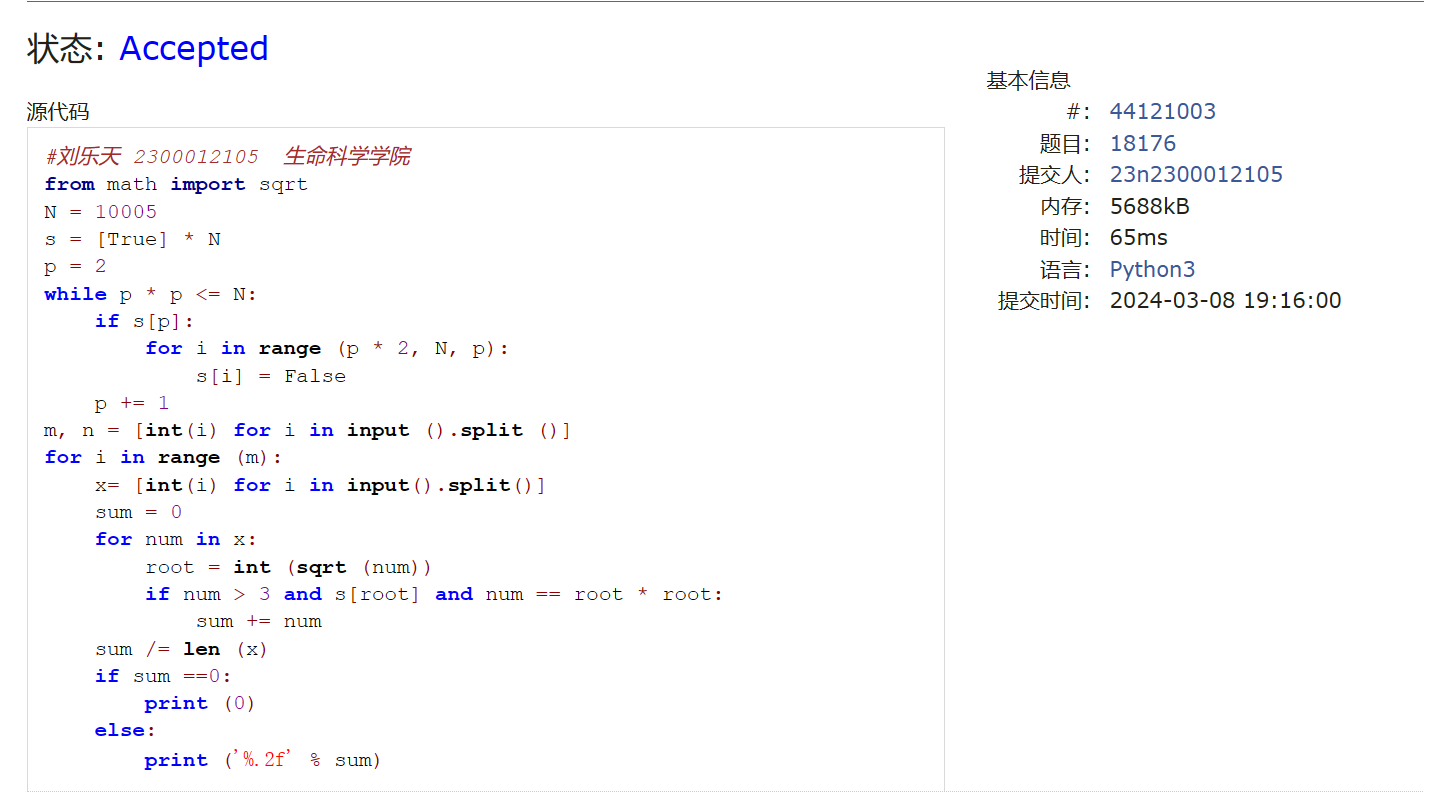 状态: Accepted
源代码
#刘乐天 2300012105  生命科学学院
from math import sqrt
N = 10005
s = [True] * N
p = 2
while p * p <= N:
    if s[p]:
        for i in range (p * 2, N, p):
            s[i] = False
    p += 1
m, n = [int(i) for i in input ().split ()]
for i in range (m):
    x= [int(i) for i in input().split()]
    sum = 0
    for num in x:
        root = int (sqrt (num))
        if num > 3 and s[root] and num == root * root:
            sum += num
    sum /= len (x)
    if sum ==0:
        print (0)
    else:
        print ('%.2f' % sum)
基本信息
#: 44121003
题目: 18176
提交人: 23n2300012105
内存: 5688kB
时间: 65ms
语言: Python3
提交时间: 2024-03-08 19:16:00